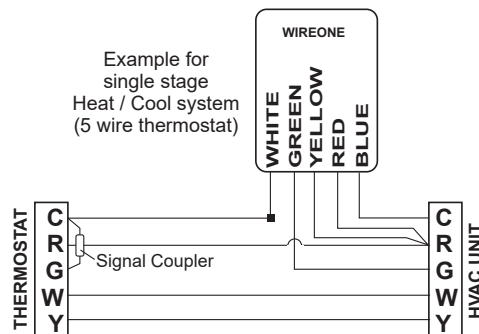 WIREONE
Example for
single stage
Heat / Cool system
(5 wire thermostat)
WHITE
GREEN
YELLOW
RED
BLUE
THERMOSTAT
C
R
G
W
Y
Signal Coupler
C
R
G
W
Y
HVAC UNIT